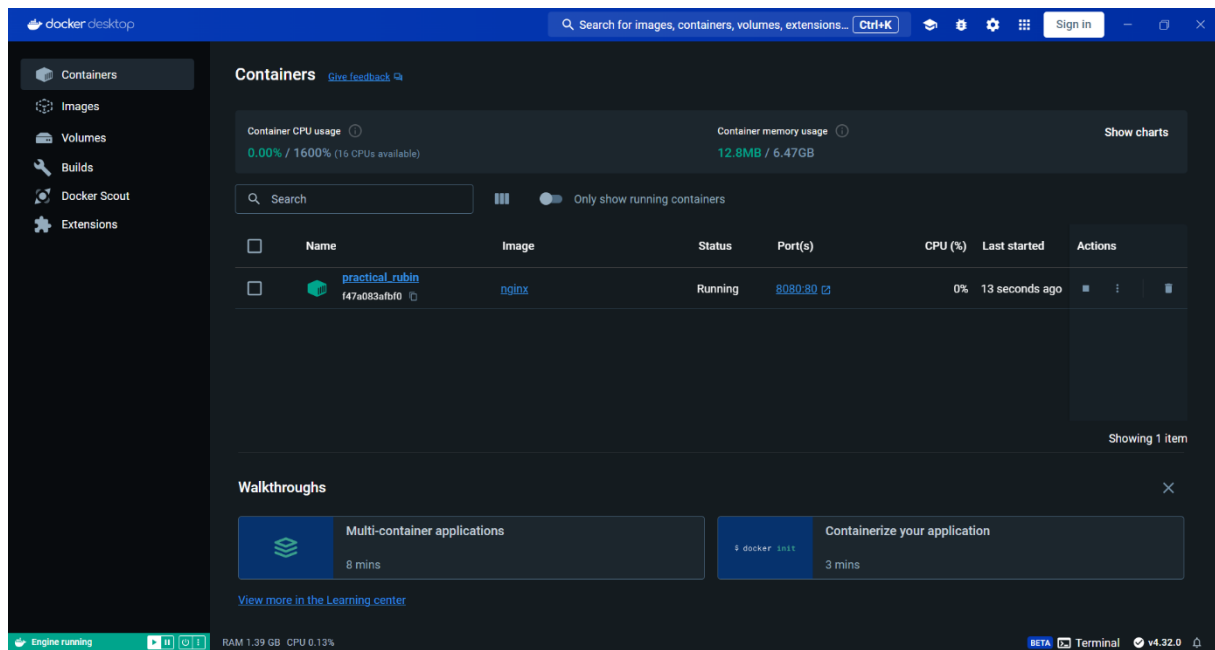 docker desktop
Search for images, containers, volumes, extensions... Ctrl+K
Sign in
Containers
Images
Volumes
Builds
Docker Scout
Extensions
Containers Give feedback
Container CPU usage
0.00% / 1600% (16 CPUs available)
Container memory usage
12.8MB / 6.47GB
Show charts
Search
Only show running containers
Name Image Status Port(s) CPU (%) Last started Actions
practical_rubin
f47a083afbf0
nginx Running 8080:80 0% 13 seconds ago
Showing 1 item
Walkthroughs
Multi-container applications
8 mins
$ docker init
Containerize your application
3 mins
View more in the Learning center
Engine running
RAM 1.39 GB CPU 0.13%
BETA Terminal v4.32.0